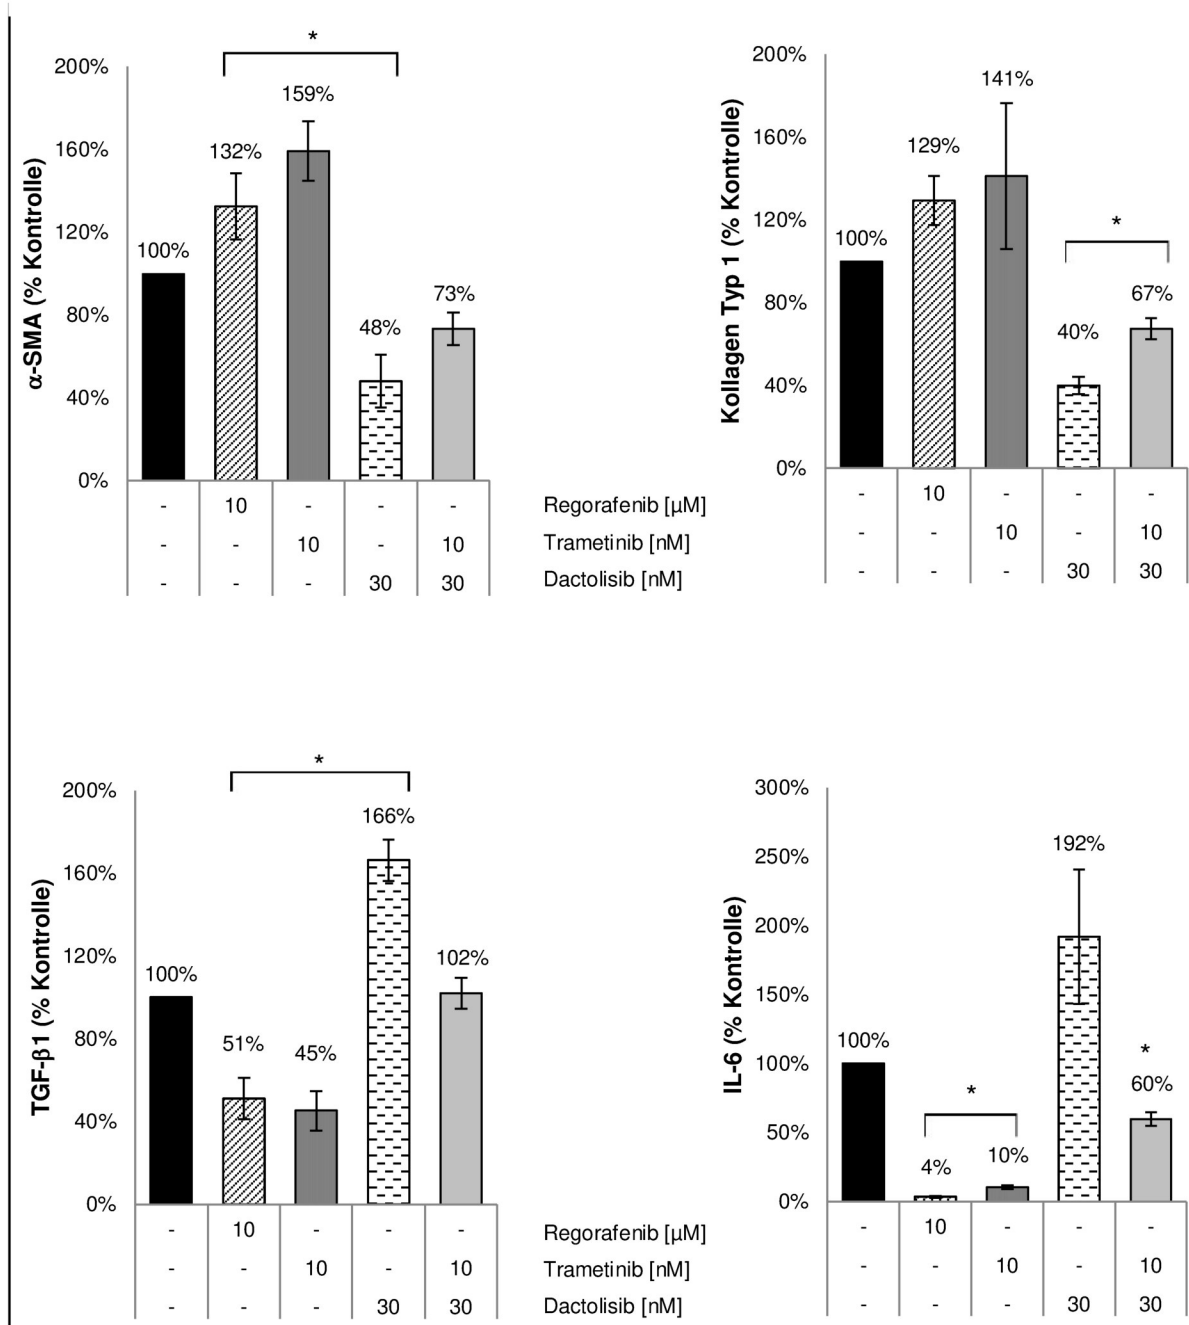 *
200%
159%
160%
132%
120%
100%
80%
73%
48%
40%
0%
α-SMA (% Kontrolle)
- 10 - - -
- - 10 - 10
- - - 30 30
Regorafenib [µM]
Trametinib [nM]
Dactolisib [nM]
200%
141%
160%
129%
120%
*
100%
80%
67%
40%
40%
0%
Kollagen Typ 1 (% Kontrolle)
- 10 - - -
- - 10 - 10
- - - 30 30
*
200%
166%
160%
120%
102%
100%
80%
51%
45%
40%
0%
TGF-β1 (% Kontrolle)
- 10 - - -
- - 10 - 10
- - - 30 30
Regorafenib [µM]
Trametinib [nM]
Dactolisib [nM]
300%
250%
192%
200%
150%
100%
100%
*
*
60%
50%
10%
4%
0%
IL-6 (% Kontrolle)
- 10 - - -
- - 10 - 10
- - - 30 30